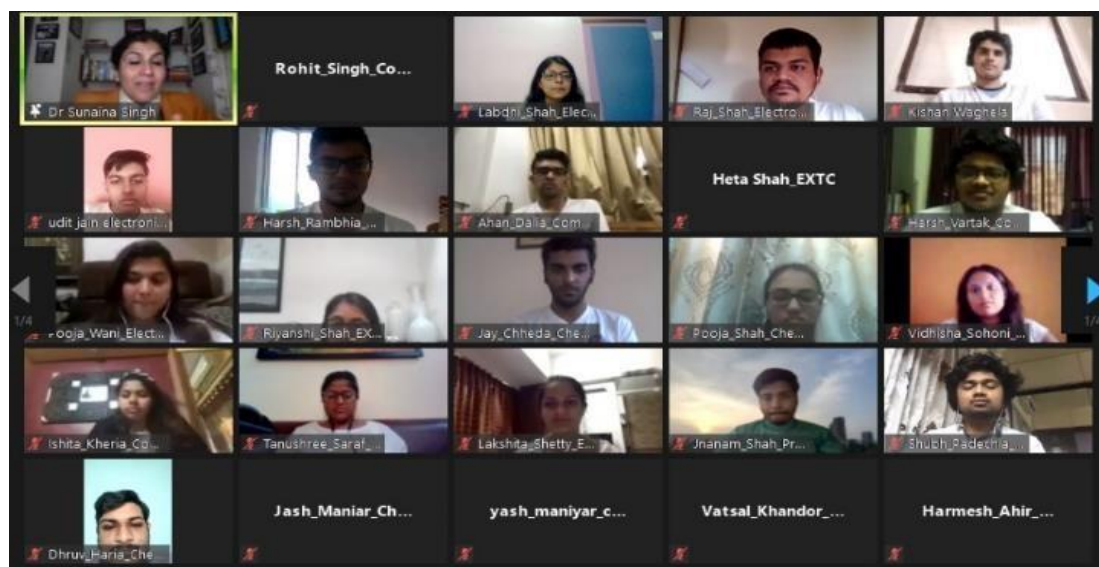 Dr Sunaina Singh
Rohit_Singh_Co...
Labdhi_Shah_Elec...
Raj_Shah_Electro...
Kishan Waghela
udit jain electroni...
Harsh_Rambhia_...
Ahan_Dalia_Com...
Heta Shah_EXTC
Harsh_Vartak_Co...
Pooja_Wani_Elect...
Riyanshi_Shah_EX...
Jay_Chheda_Che...
Pooja_Shah_Che...
Vidhisha_Sohoni_...
1/4
1/4
Ishita_Kheria_Co...
Tanushree_Saraf_...
Lakshita_Shetty_E...
Jnanam_Shah_Pr...
Shubh_Padechia_...
Dhruv_Haria_Che...
Jash_Maniar_Ch...
yash_maniyar_c...
Vatsal_Khandor_...
Harmesh_Ahir_...